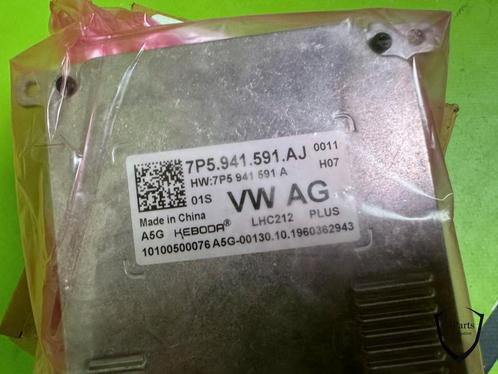 7P5.941.591.AJ 0011
HW:7P5 941 591 A H07
01S VW AG
Made in China LHC212 PLUS
A5G KEBODA®
10100500076 A5G-00130.10.1960362943
Parts